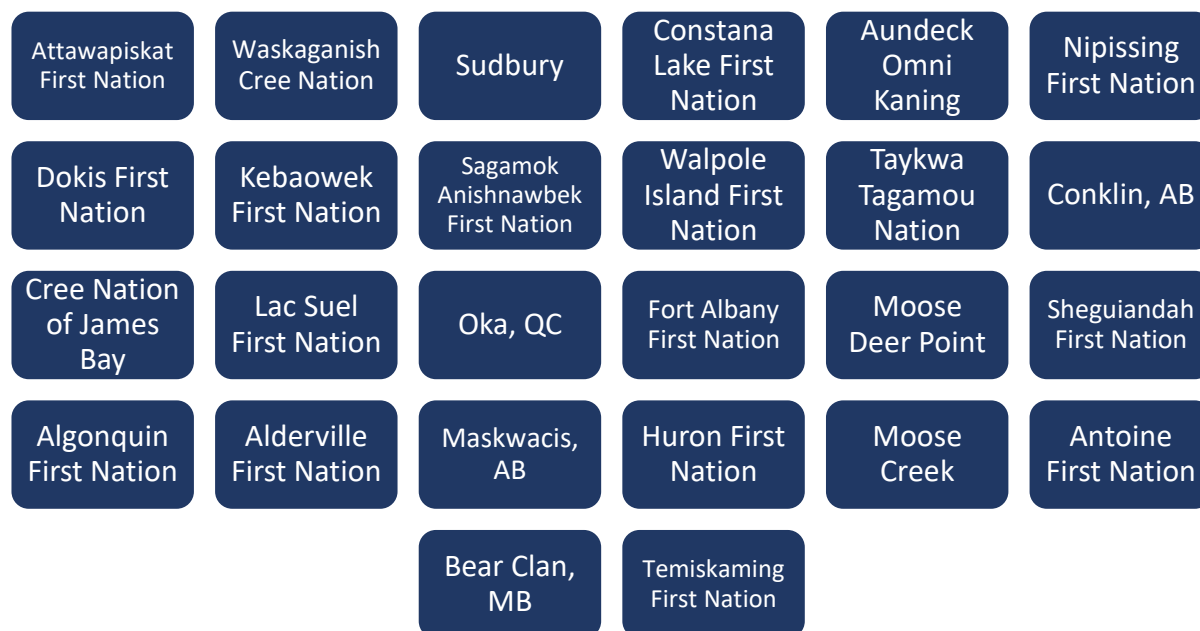 Attawapiskat
First Nation
Waskaganish
Cree Nation
Sudbury
Constana
Lake First
Nation
Aundeck
Omni
Kaning
Nipissing
First Nation
Dokis First
Nation
Kebaowek
First Nation
Sagamok
Anishnawbek
First Nation
Walpole
Island First
Nation
Taykwa
Tagamou
Nation
Conklin, AB
Cree Nation
of James
Bay
Lac Suel
First Nation
Oka, QC
Fort Albany
First Nation
Moose
Deer Point
Sheguiandah
First Nation
Algonquin
First Nation
Alderville
First Nation
Maskwacis,
AB
Huron First
Nation
Moose
Creek
Antoine
First Nation
Bear Clan,
MB
Temiskaming
First Nation